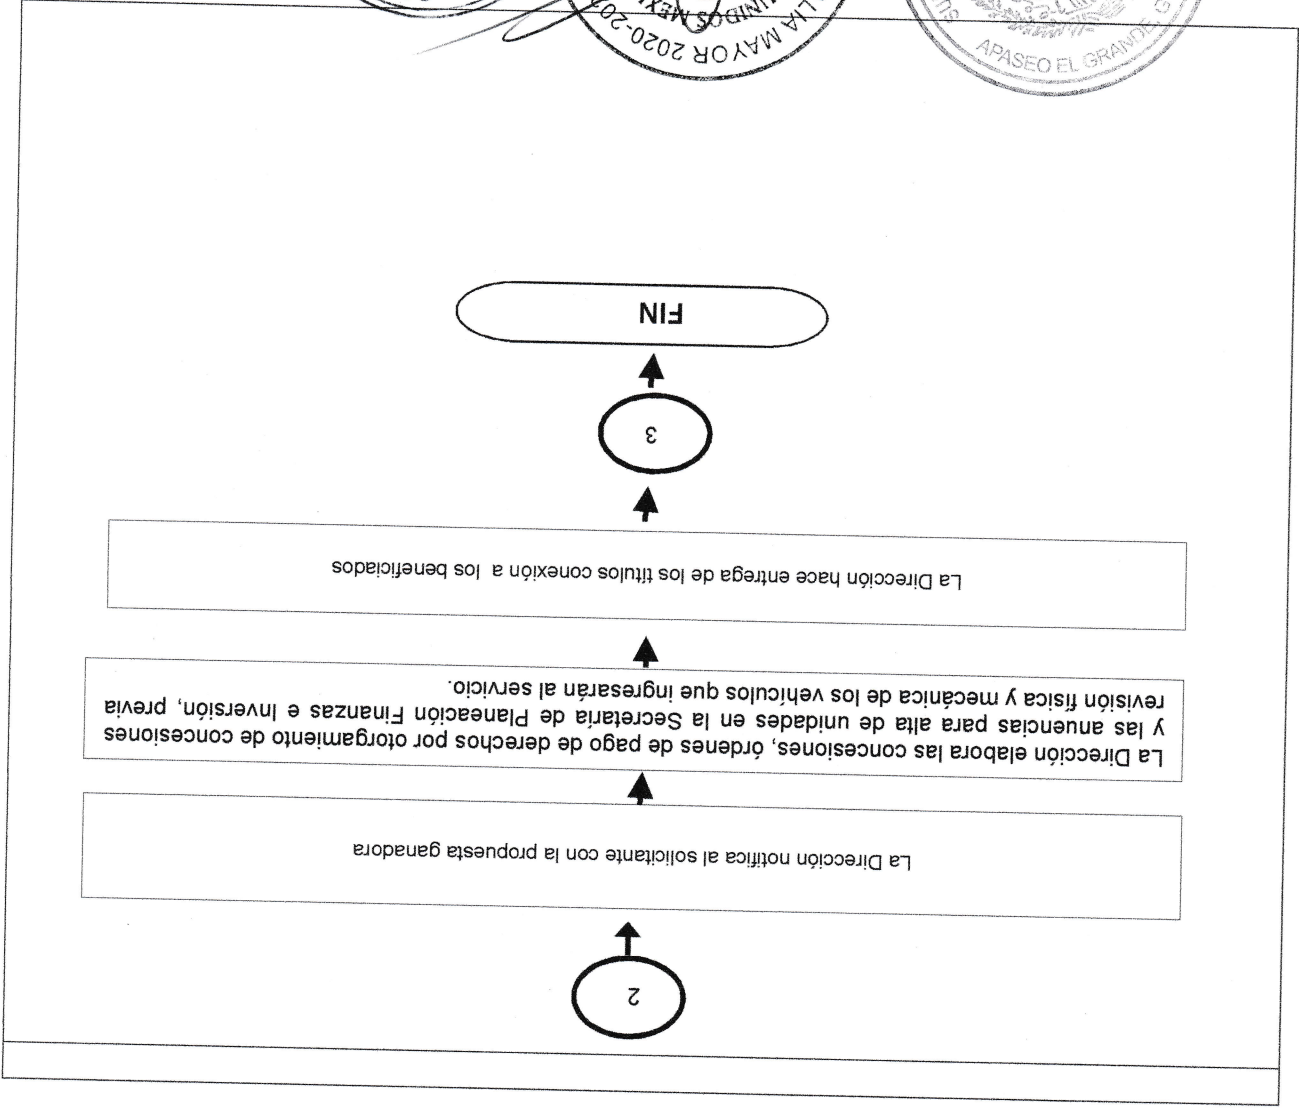 2
La Dirección notifica al solicitante con la propuesta ganadora
La Dirección elabora las concesiones, órdenes de pago de derechos por otorgamiento de concesiones
y las anuencias para alta de unidades en la Secretaría de Planeación Finanzas e Inversión, previa
revisión física y mecánica de los vehículos que ingresarán al servicio.
La Dirección hace entrega de los títulos conexión a los beneficiados
3
FIN
MAYOR 2020-20
APASEO EL GRANDE, G